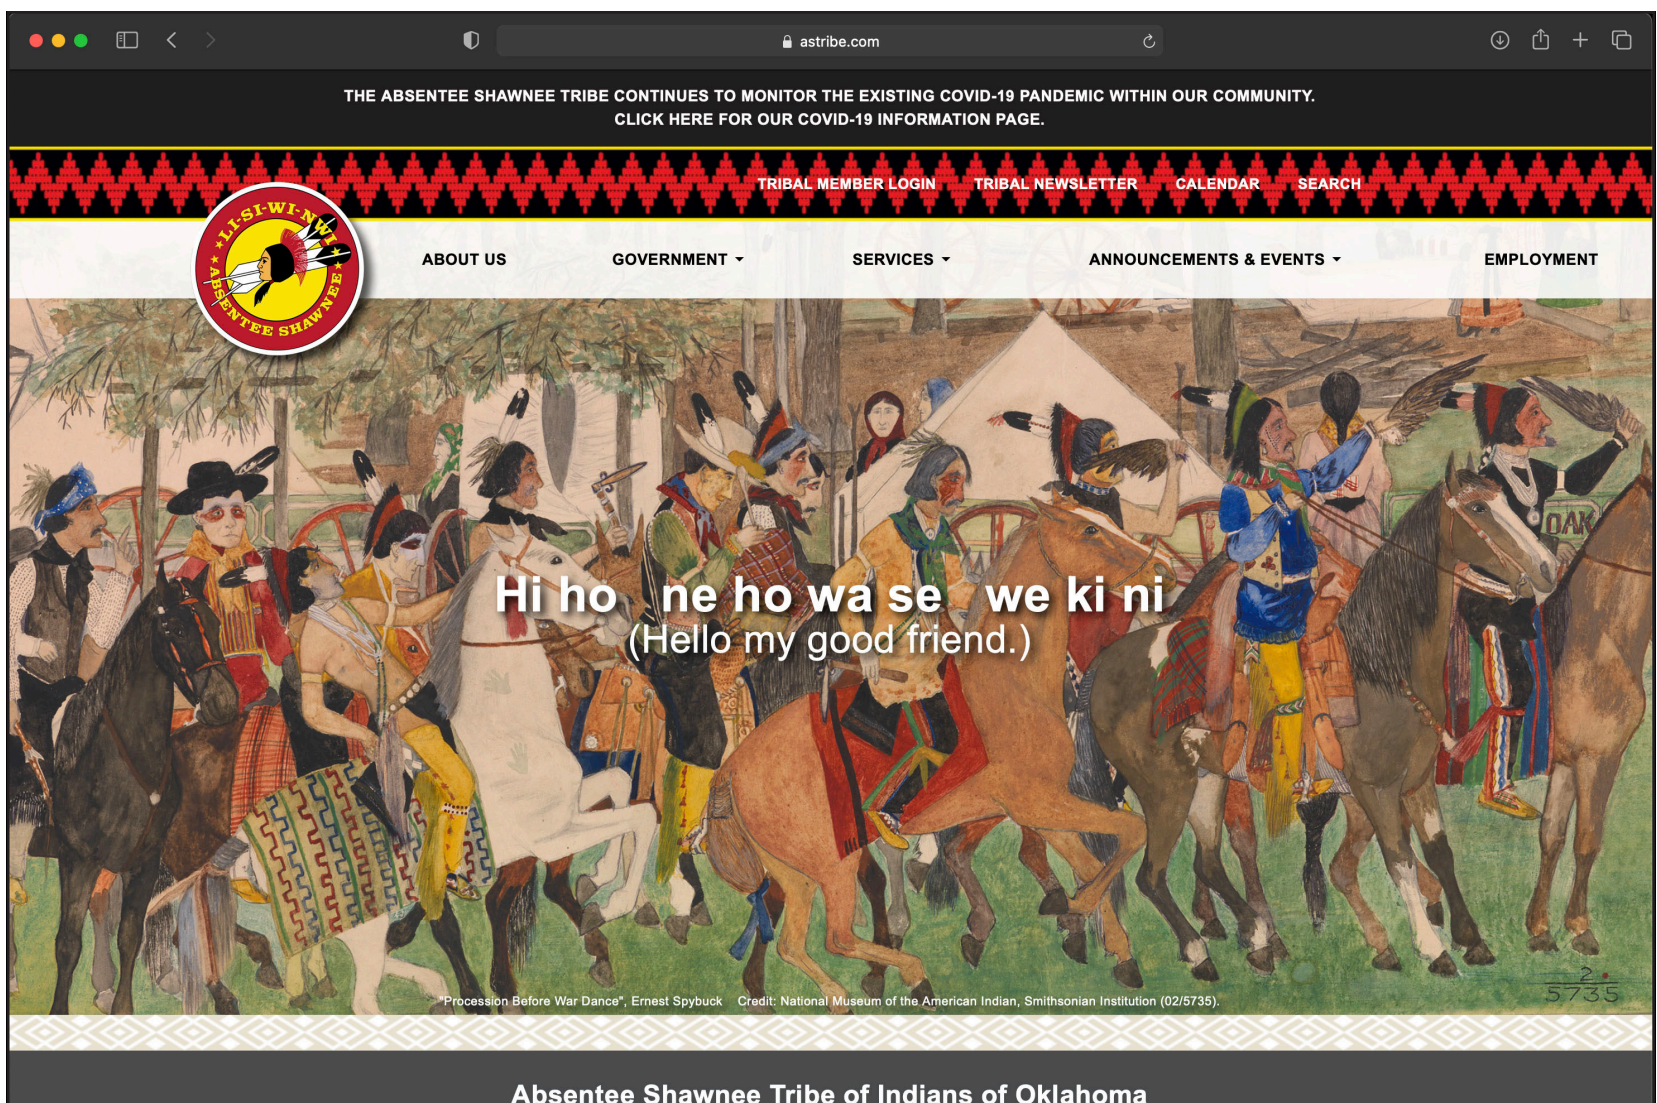 astribe.com
THE ABSENTEE SHAWNEE TRIBE CONTINUES TO MONITOR THE EXISTING COVID-19 PANDEMIC WITHIN OUR COMMUNITY.
CLICK HERE FOR OUR COVID-19 INFORMATION PAGE.
TRIBAL MEMBER LOGIN TRIBAL NEWSLETTER CALENDAR SEARCH
LI-SI-WI-NWI
ABSENTEE SHAWNEE
ABOUT US GOVERNMENT SERVICES ANNOUNCEMENTS & EVENTS EMPLOYMENT
OAK
Hi ho ne ho wa se we ki ni
(Hello my good friend.)
2
5735
"Procession Before War Dance", Ernest Spybuck Credit: National Museum of the American Indian, Smithsonian Institution (02/5735).
Absentee Shawnee Tribe of Indians of Oklahoma